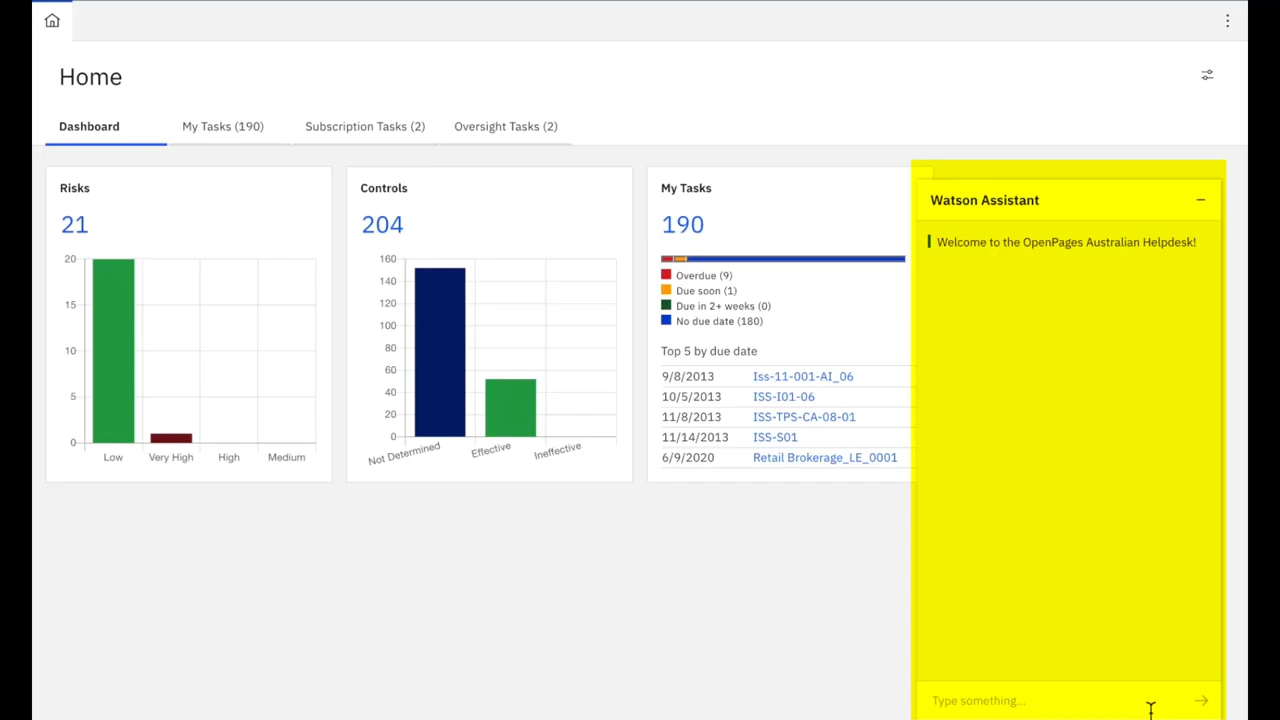 Home
Dashboard
My Tasks (190)
Subscription Tasks (2)
Oversight Tasks (2)
Risks
21
20
15
10
5
0
Low
Very High
High
Medium
Controls
204
160
140
120
100
80
60
40
20
0
Not Determined
Effective
Ineffective
My Tasks
190
Overdue (9)
Due soon (1)
Due in 2+ weeks (0)
No due date (180)
Top 5 by due date
9/8/2013 Iss-11-001-AI_06
10/5/2013 ISS-I01-06
11/8/2013 ISS-TPS-CA-08-01
11/14/2013 ISS-S01
6/9/2020 Retail Brokerage_LE_0001
Watson Assistant
Welcome to the OpenPages Australian Helpdesk!
Type something...